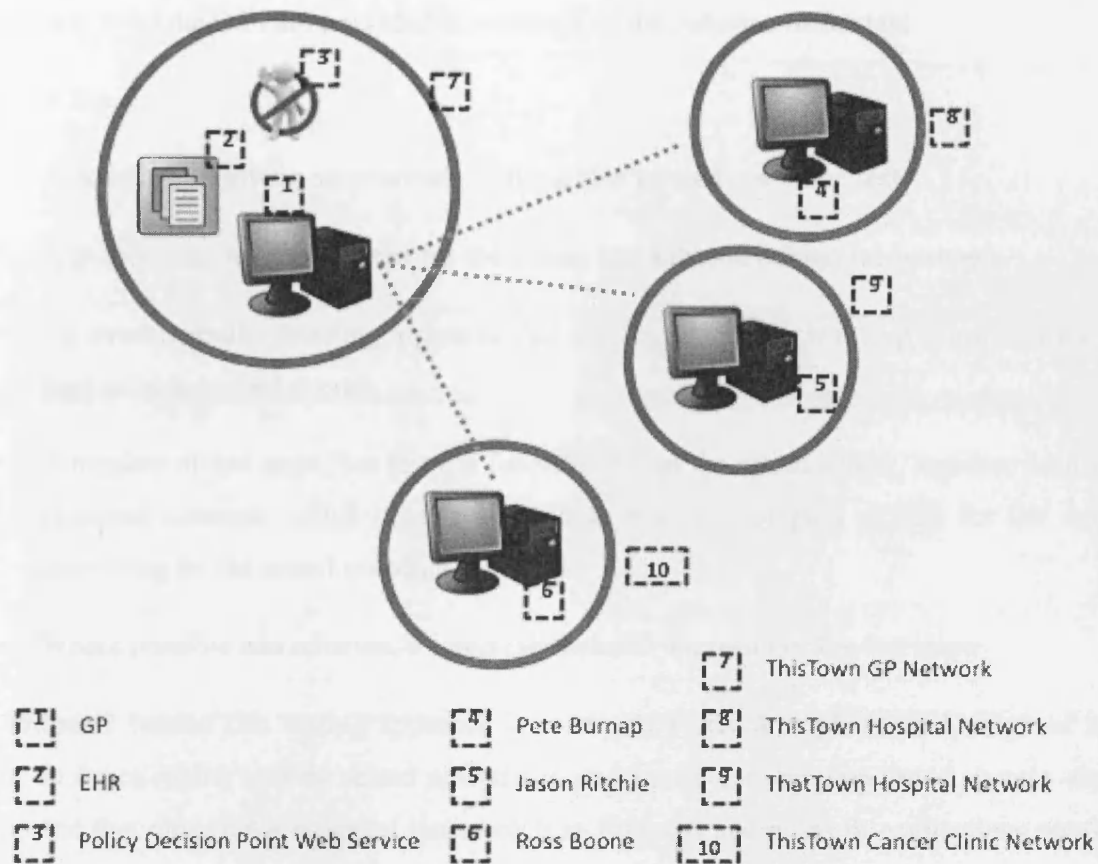 3
7
8
2
1
4
9
5
6
10
7 ThisTown GP Network
1 GP 4 Pete Burnap 8 ThisTown Hospital Network
2 EHR 5 Jason Ritchie 9 ThatTown Hospital Network
3 Policy Decision Point Web Service 6 Ross Boone 10 ThisTown Cancer Clinic Network